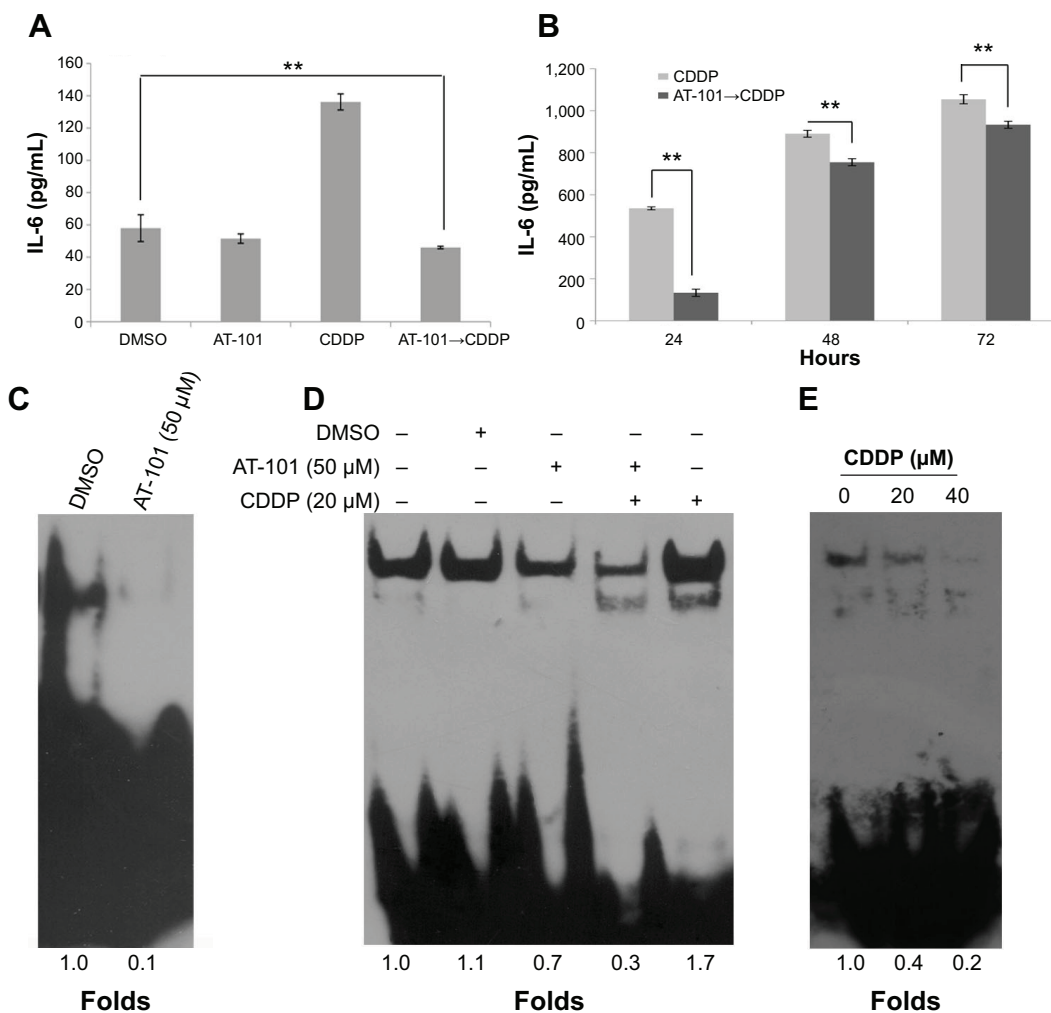 A
160
140
120
100
80
60
40
20
0
IL-6 (pg/mL)
**
DMSO
AT-101
CDDP
AT-101→CDDP
B
1,200
1,000
800
600
400
200
0
IL-6 (pg/mL)
CDDP
AT-101→CDDP
**
**
**
24
48
72
Hours
C
DMSO
AT-101 (50 µM)
1.0 0.1
Folds
D
DMSO – + – – –
AT-101 (50 µM) – – + + –
CDDP (20 µM) – – – + +
1.0 1.1 0.7 0.3 1.7
Folds
E
CDDP (µM)
0 20 40
1.0 0.4 0.2
Folds